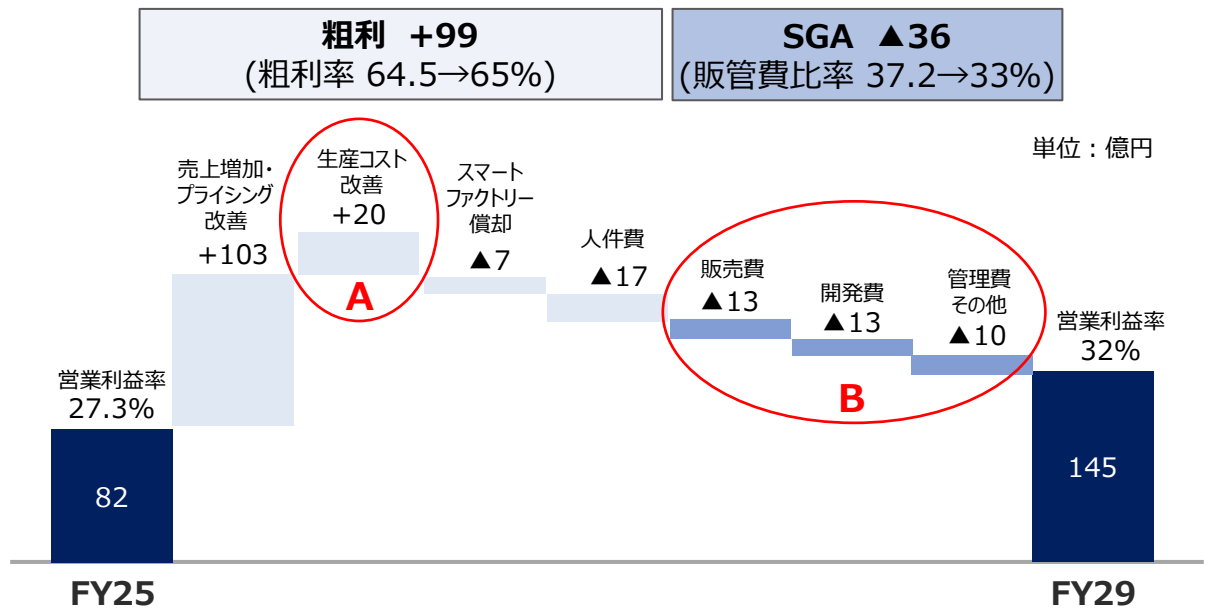 粗利 +99
(粗利率 64.5→65%)
SGA ▲36
(販管費比率 37.2→33%)
単位：億円
営業利益率
27.3%
82
FY25
売上増加・
プライシング
改善
+103
生産コスト
改善
+20
A
スマート
ファクトリー
償却
▲7
人件費
▲17
販売費
▲13
開発費
▲13
管理費
その他
▲10
B
営業利益率
32%
145
FY29